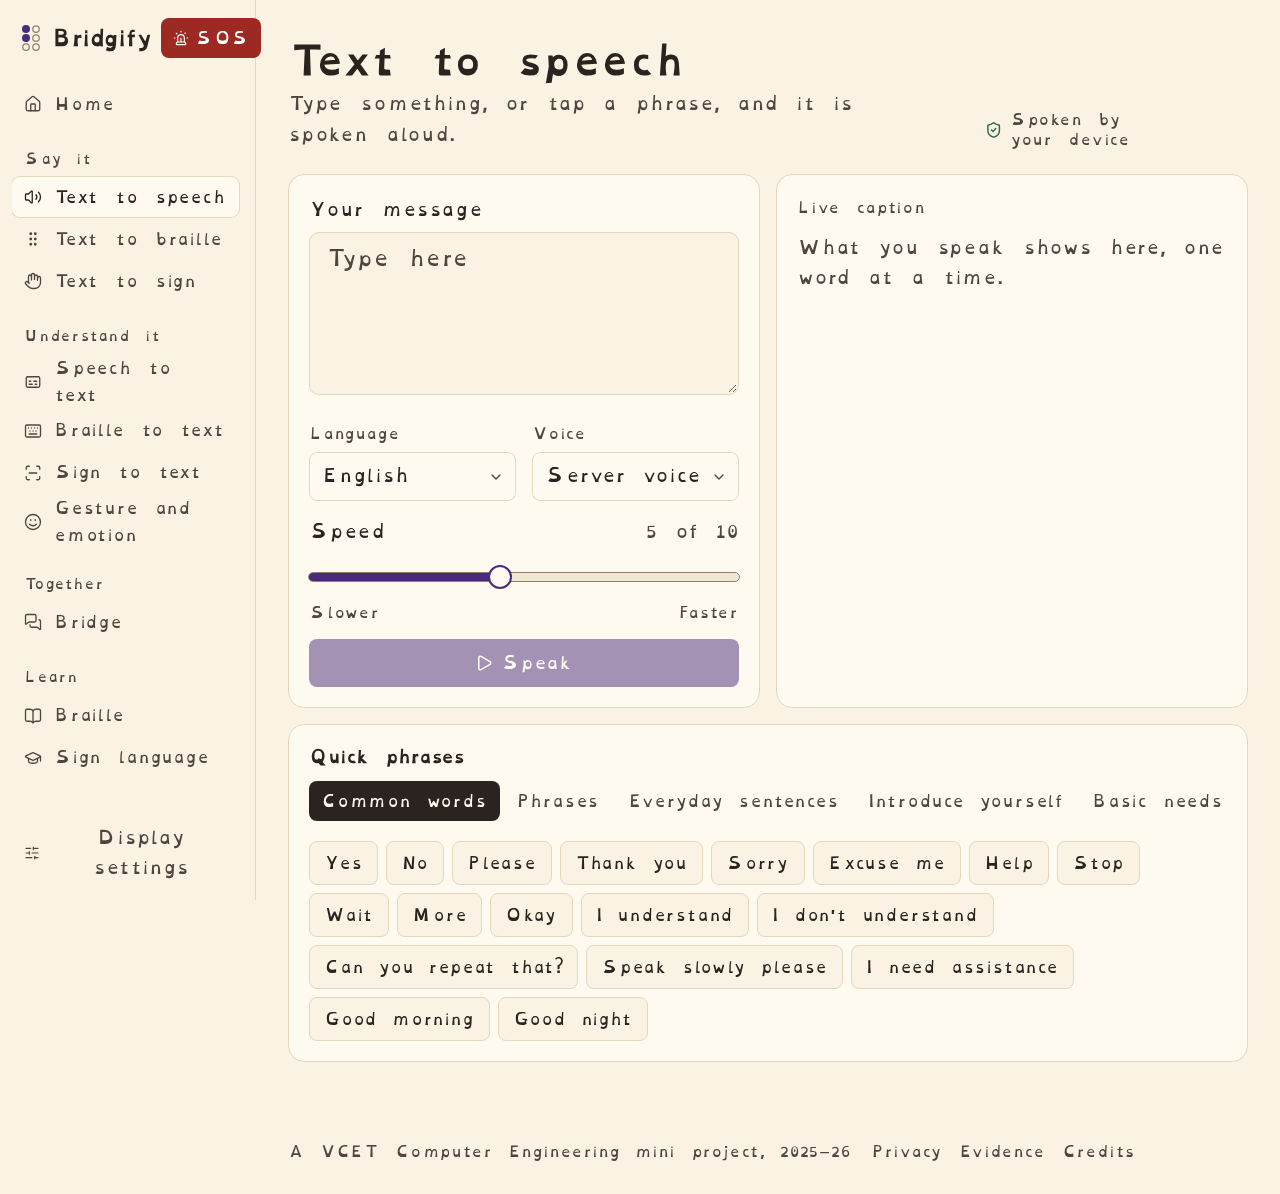 Bridgify
SOS
Home
Say it
Text to speech
Text to braille
Text to sign
Understand it
Speech to
text
Braille to text
Sign to text
Gesture and
emotion
Together
Bridge
Learn
Braille
Sign language
Display
settings
Text to speech
Type something, or tap a phrase, and it is
spoken aloud.
Spoken by
your device
Your message
Type here
Language
Voice
English
Server voice
Speed
5 of 10
Slower
Faster
Speak
Live caption
What you speak shows here, one
word at a time.
Quick phrases
Common words Phrases Everyday sentences Introduce yourself Basic needs
Yes No Please Thank you Sorry Excuse me Help Stop
Wait More Okay I understand I don't understand
Can you repeat that? Speak slowly please I need assistance
Good morning Good night
A VCET Computer Engineering mini project, 2025–26 Privacy Evidence Credits